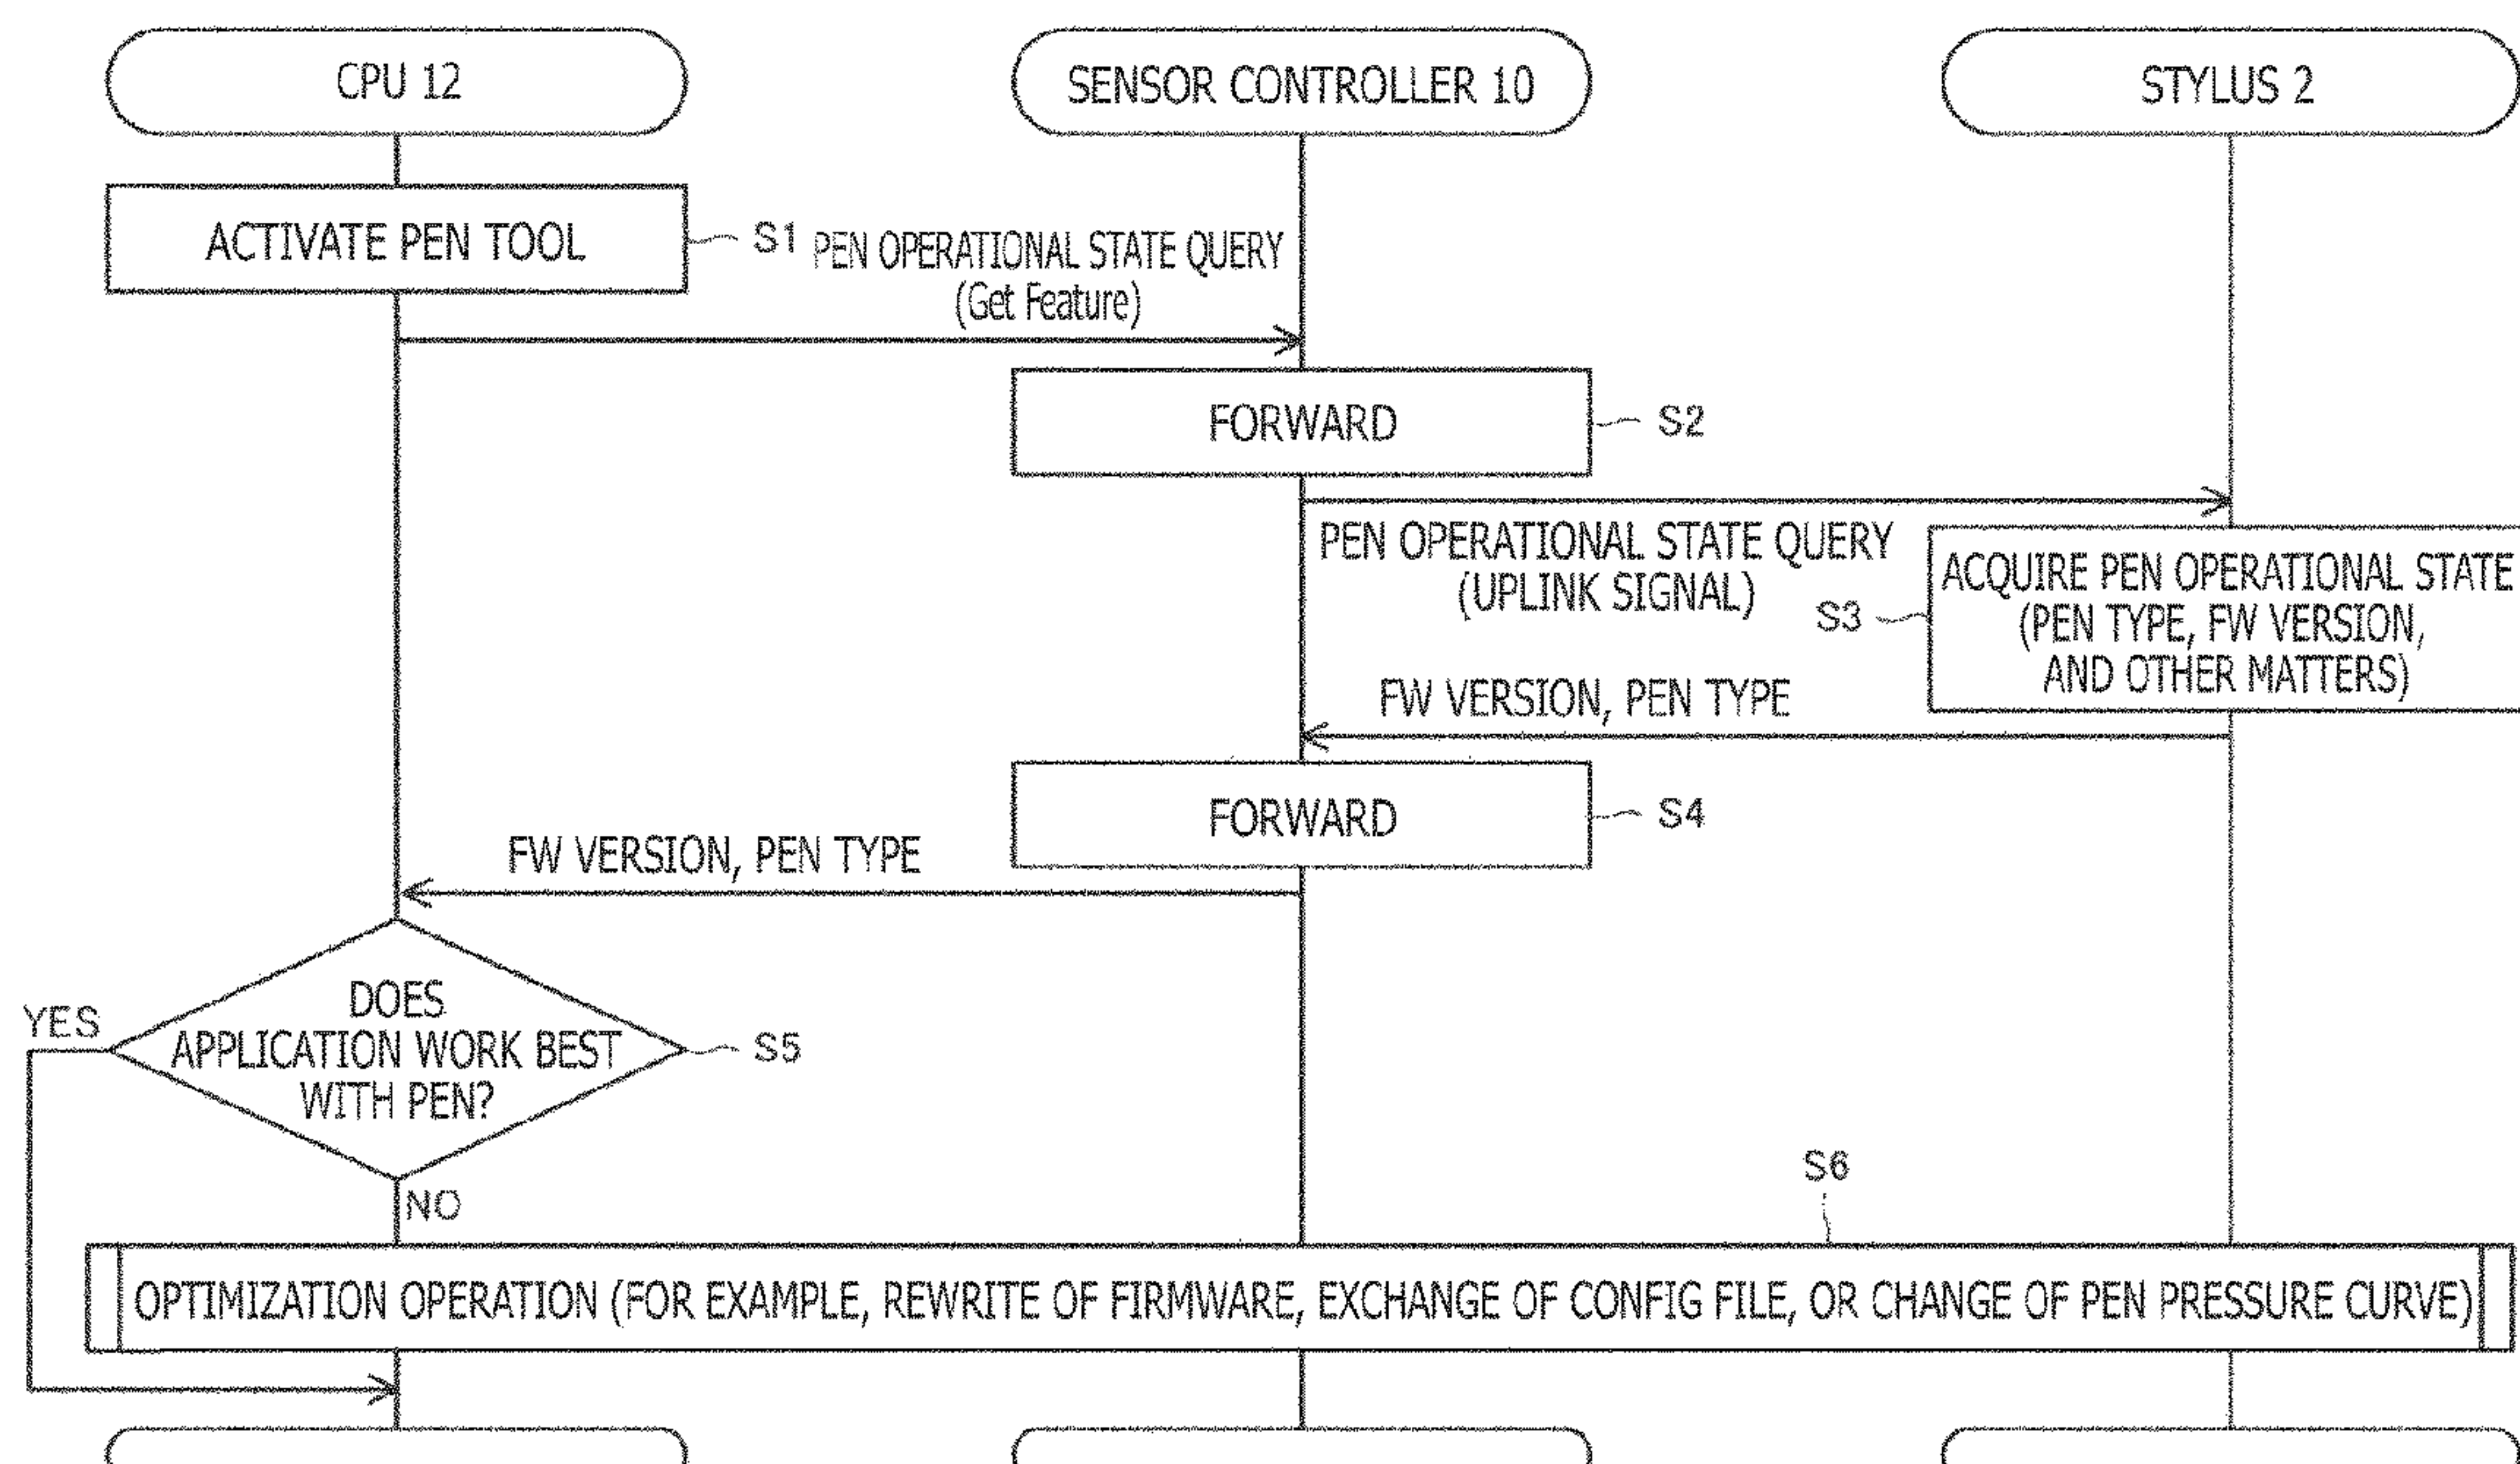 CPU 12
SENSOR CONTROLLER 10
STYLUS 2
ACTIVATE PEN TOOL
S1
PEN OPERATIONAL STATE QUERY
(Get Feature)
FORWARD
S2
PEN OPERATIONAL STATE QUERY
(UPLINK SIGNAL)
S3
ACQUIRE PEN OPERATIONAL STATE
(PEN TYPE, FW VERSION,
AND OTHER MATTERS)
FW VERSION, PEN TYPE
FORWARD
S4
FW VERSION, PEN TYPE
YES
DOES
APPLICATION WORK BEST
WITH PEN?
S5
NO
S6
OPTIMIZATION OPERATION (FOR EXAMPLE, REWRITE OF FIRMWARE, EXCHANGE OF CONFIG FILE, OR CHANGE OF PEN PRESSURE CURVE)